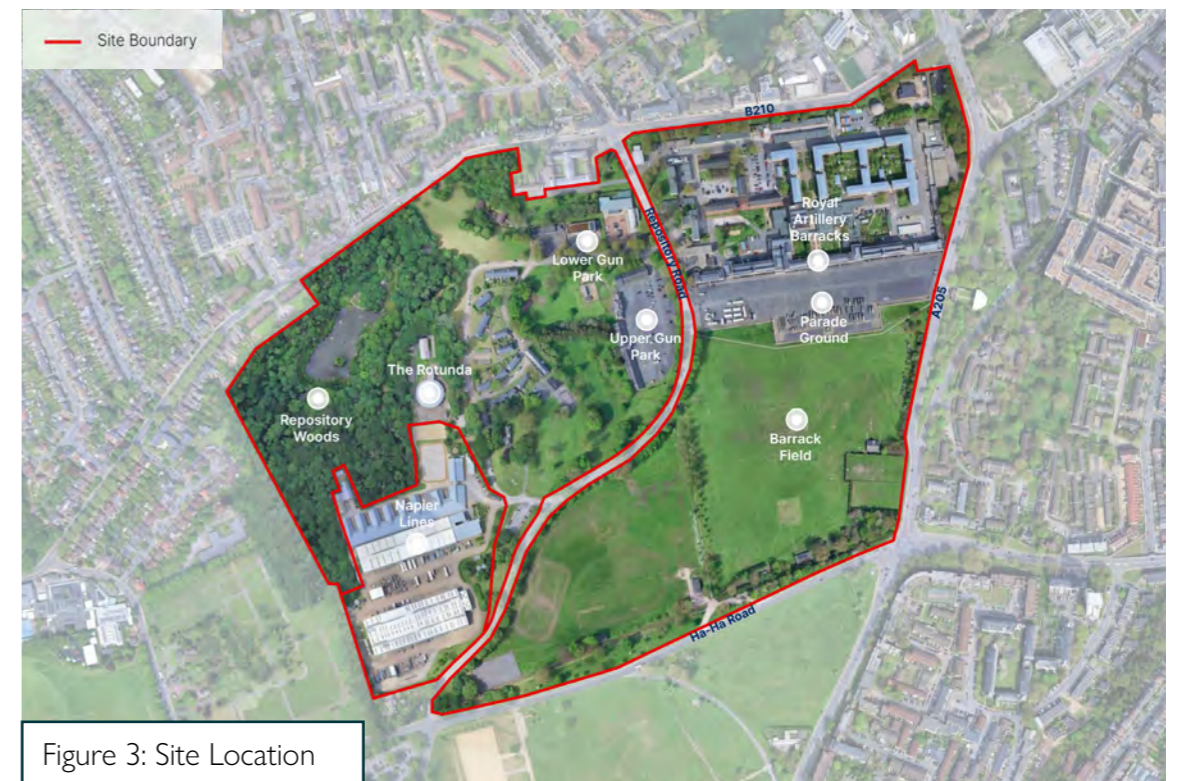 Site Boundary
B210
Royal
Artillery
Barracks
Repository Road
Lower Gun
Park
A205
Parade
Ground
Upper Gun
Park
The Rotunda
Repository
Woods
Barrack
Field
Napier
Lines
Ha-Ha Road
Figure 3: Site Location